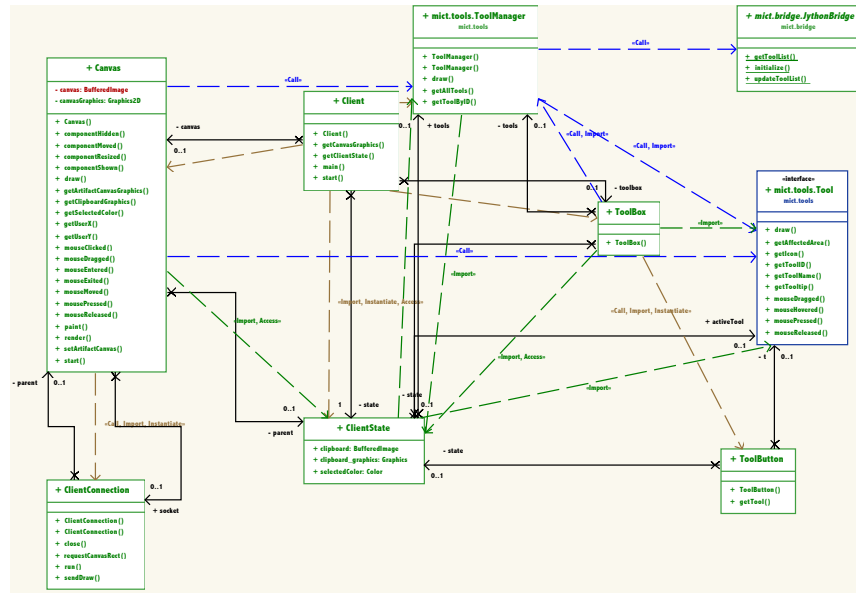 + mict.tools.ToolManager
mict.tools
+ ToolManager()
+ ToolManager()
+ draw()
+ getAllTools()
+ getToolByID()
+ mict.bridge.JythonBridge
mict.bridge
+ getToolList()
+ initialize()
+ updateToolList()
+ Canvas
- canvas: BufferedImage
- canvasGraphics: Graphics2D
+ Canvas()
+ componentHidden()
+ componentMoved()
+ componentResized()
+ componentShown()
+ draw()
+ getArtifactCanvasGraphics()
+ getClipboardGraphics()
+ getSelectedColor()
+ getUserX()
+ getUserY()
+ mouseClicked()
+ mouseDragged()
+ mouseEntered()
+ mouseExited()
+ mouseMoved()
+ mousePressed()
+ mouseReleased()
+ paint()
+ render()
+ setArtifactCanvas()
+ start()
+ Client
+ Client()
+ getCanvasGraphics()
+ getClientState()
+ main()
+ start()
«Call»
«Call»
- canvas
0..1
0..1
+ tools
- tools
0..1
«Call, Import»
«Call, Import»
0..1
- toolbox
+ ToolBox
+ ToolBox()
«Import»
«interface»
+ mict.tools.Tool
mict.tools
+ draw()
+ getAffectedArea()
+ getIcon()
+ getToolID()
+ getToolName()
+ getTooltip()
+ mouseDragged()
+ mouseHovered()
+ mousePressed()
+ mouseReleased()
«Call»
«Import»
«Import, Instantiate, Access»
«Import, Access»
«Call, Import, Instantiate»
+ activeTool
0..1
- t
0..1
«Import, Access»
«Import»
- parent
0..1
1
- state
- state
0..1
0..1
- parent
«Call, Import, Instantiate»
+ ClientState
+ clipboard: BufferedImage
+ clipboard_graphics: Graphics
+ selectedColor: Color
- state
0..1
+ ToolButton
+ ToolButton()
+ getTool()
+ ClientConnection
+ ClientConnection()
+ ClientConnection()
+ close()
+ requestCanvasRect()
+ run()
+ sendDraw()
0..1
+ socket